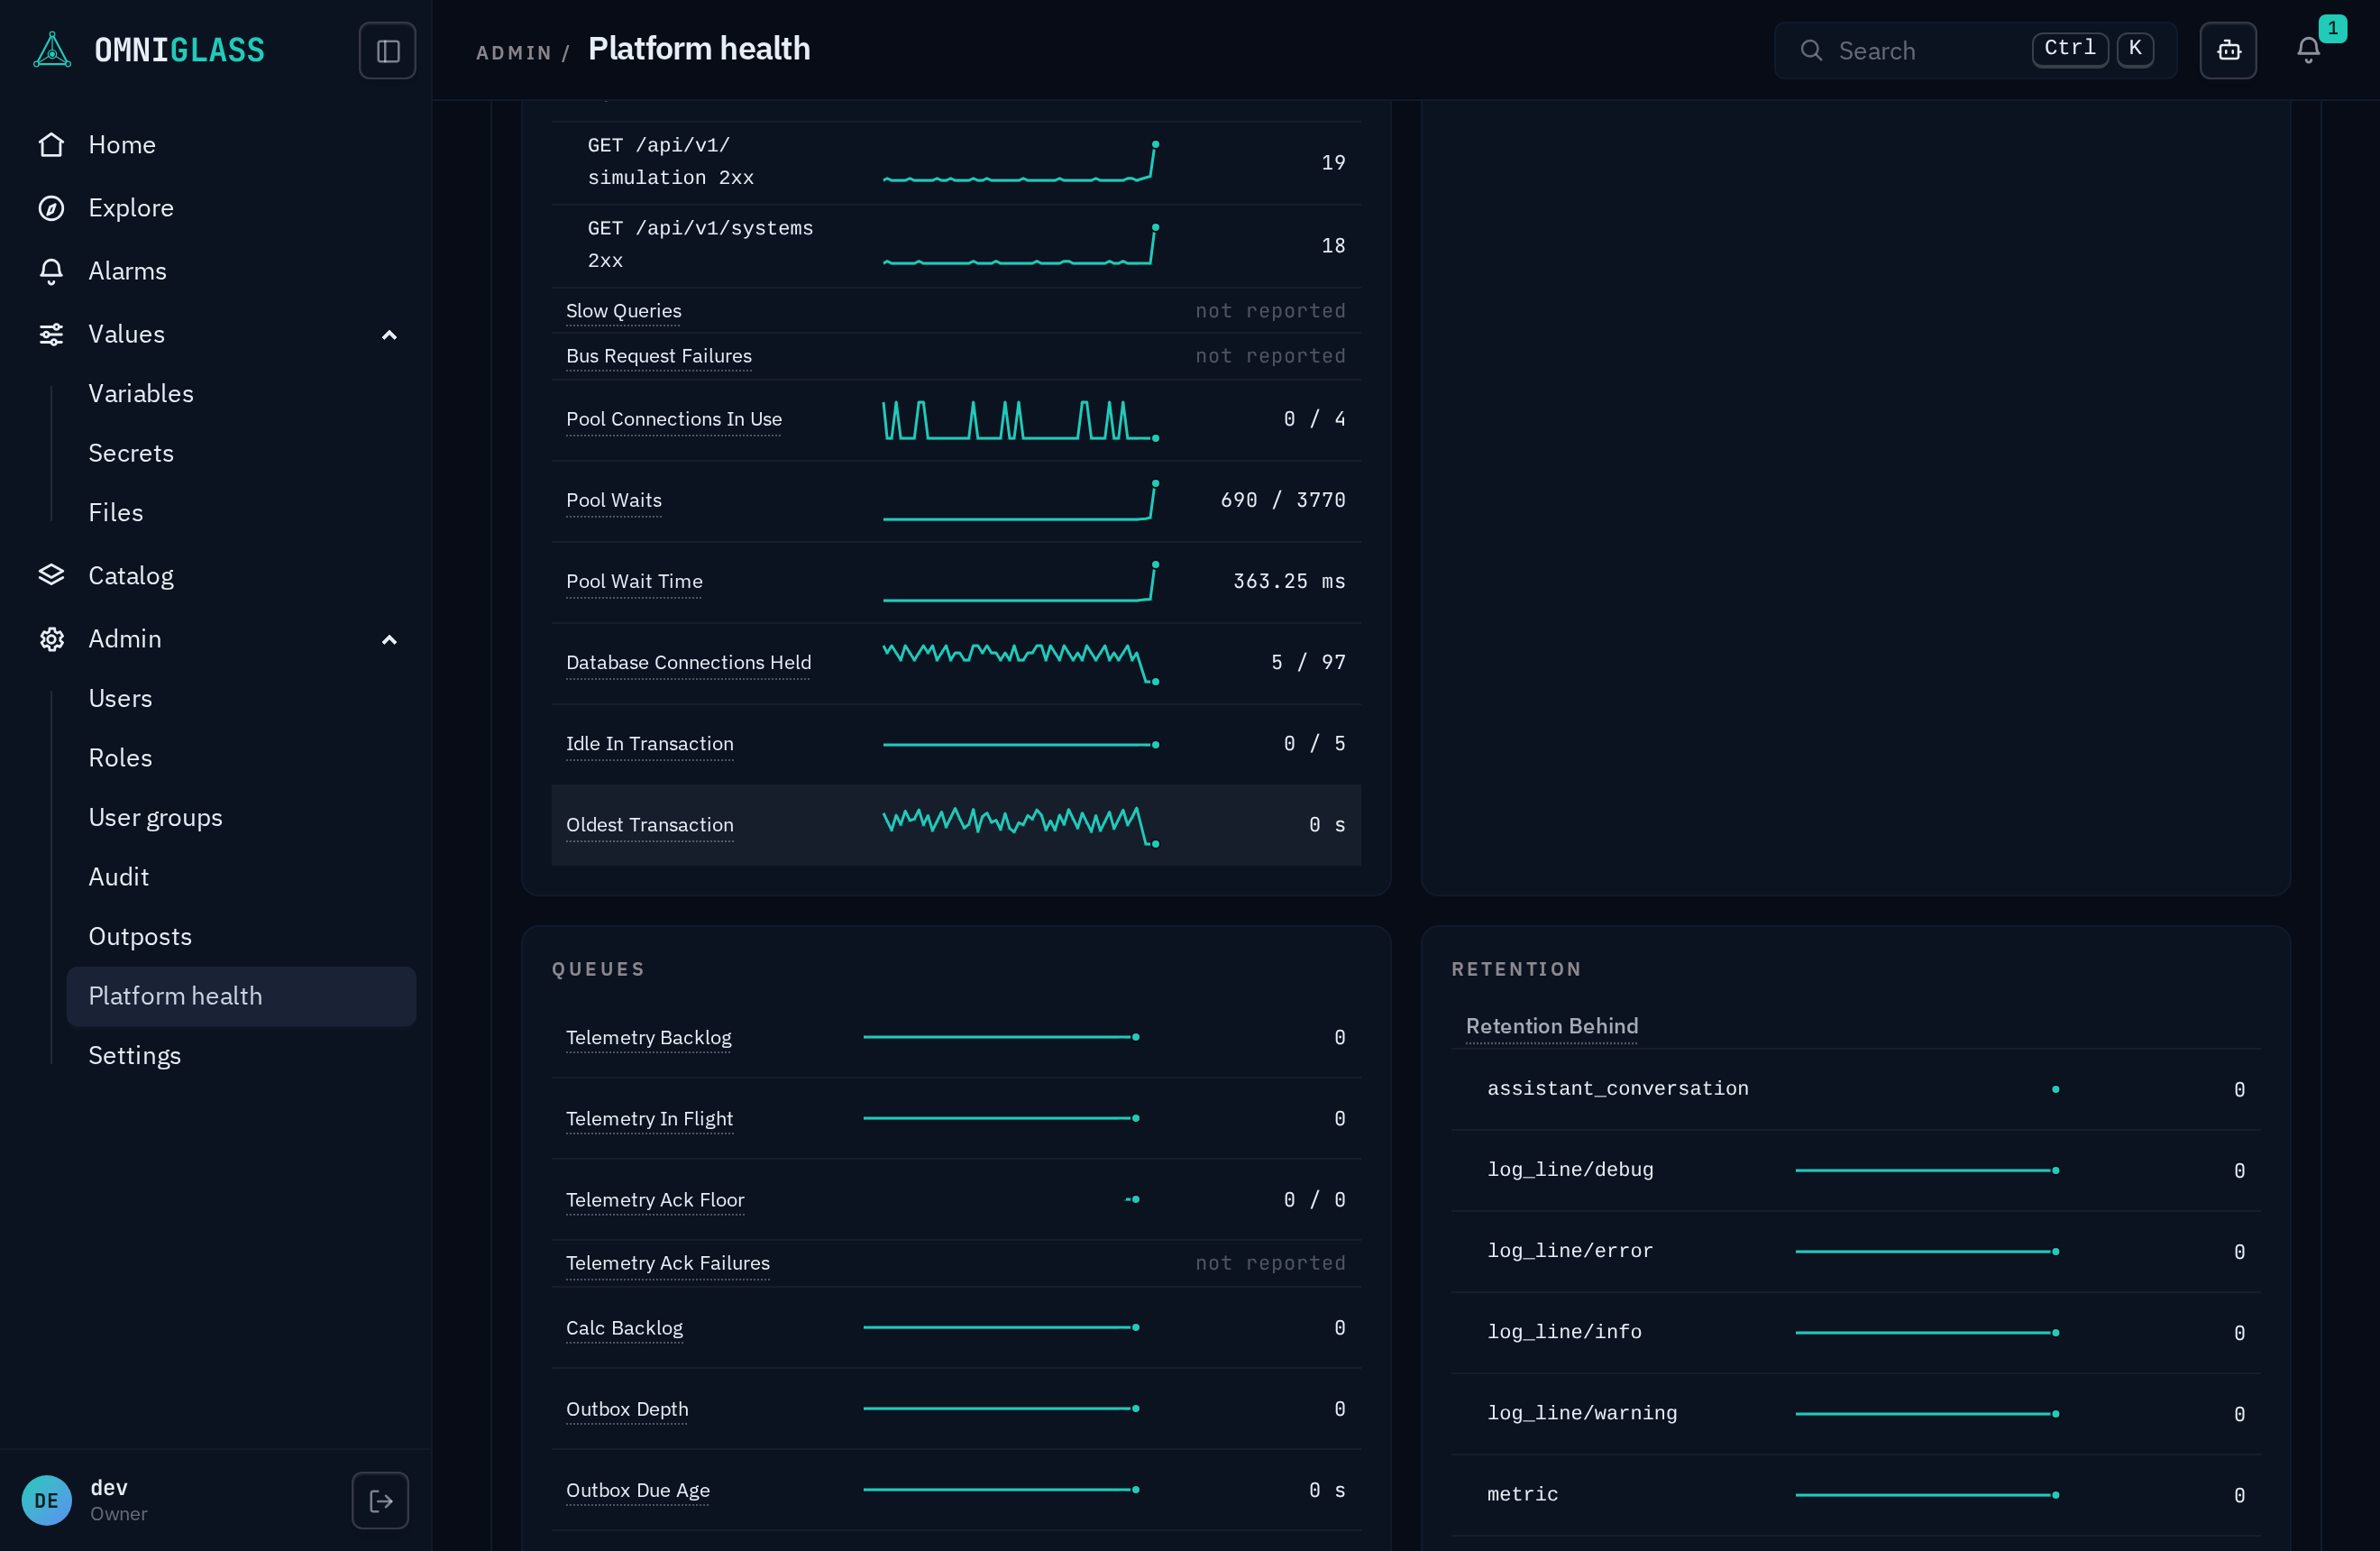 OMNIGLASS
ADMIN / Platform health
Search Ctrl K
1
Home
Explore
Alarms
Values
Variables
Secrets
Files
Catalog
Admin
Users
Roles
User groups
Audit
Outposts
Platform health
Settings
DE dev
Owner
GET /api/v1/
simulation 2xx 19
GET /api/v1/systems
2xx 18
Slow Queries not reported
Bus Request Failures not reported
Pool Connections In Use 0 / 4
Pool Waits 690 / 3770
Pool Wait Time 363.25 ms
Database Connections Held 5 / 97
Idle In Transaction 0 / 5
Oldest Transaction 0 s
QUEUES
Telemetry Backlog 0
Telemetry In Flight 0
Telemetry Ack Floor 0 / 0
Telemetry Ack Failures not reported
Calc Backlog 0
Outbox Depth 0
Outbox Due Age 0 s
RETENTION
Retention Behind
assistant_conversation 0
log_line/debug 0
log_line/error 0
log_line/info 0
log_line/warning 0
metric 0